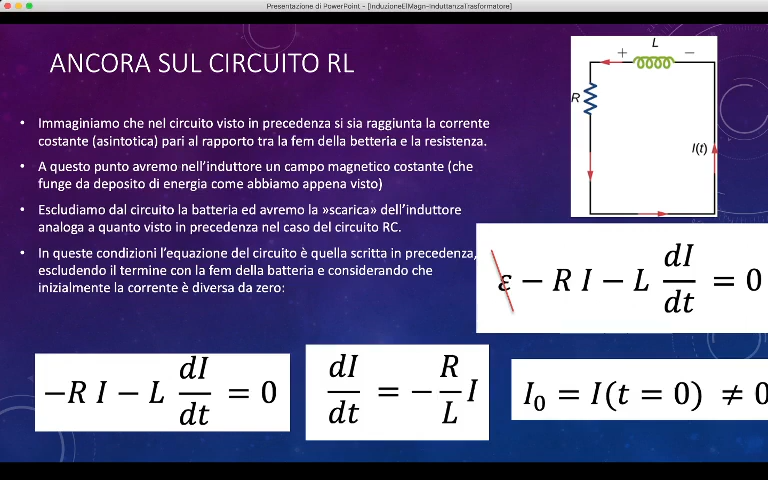 Presentazione di PowerPoint - [InduzioneElMagn-InduttanzaTrasformatore]
ANCORA SUL CIRCUITO RL
• Immaginiamo che nel circuito visto in precedenza si sia raggiunta la corrente
costante (asintotica) pari al rapporto tra la fem della betteria e la resistenza.
• A questo punto avremo nell'induttore un campo magnetico costante (che
funge da deposito di energia come abbiamo appena visto)
• Escludiamo dal circuito la batteria ed avremo la »scarica» dell'induttore
analoga a quanto visto in precedenza nel caso del circuito RC.
• In queste condizioni l'equazione del circuito è quella scritta in precedenza,
escludendo il termine con la fem della batteria e considerando che
inizialmente la corrente è diversa da zero:
L
+ −
R
I(t)
ε − R I − L dI/dt = 0
−R I − L dI/dt = 0
dI/dt = − R/L I
I₀ = I(t = 0) ≠ 0